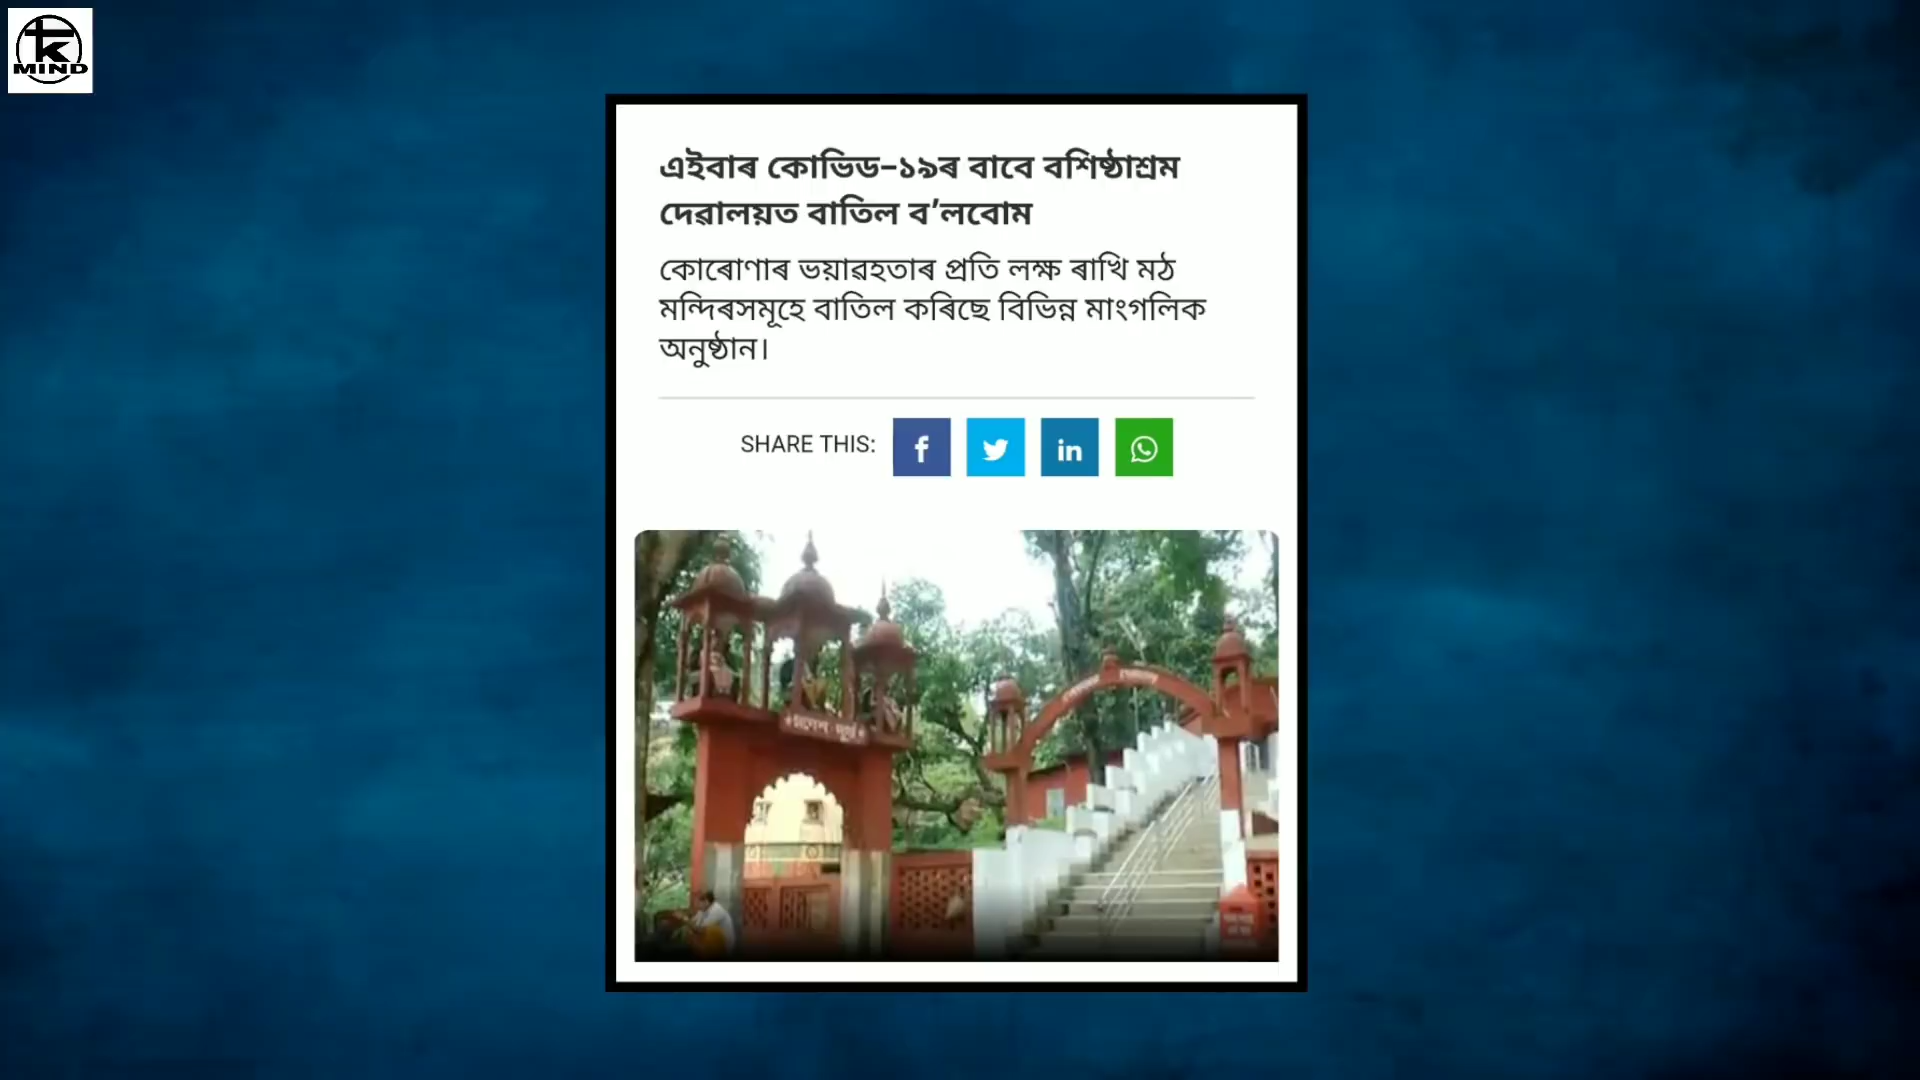 K
MIND
এইবাৰ কোভিড-১৯ৰ বাবে বশিষ্ঠাশ্ৰম
দেৱালয়ত বাতিল ব’লবোম
কোৰোণাৰ ভয়াৱহতাৰ প্ৰতি লক্ষ ৰাখি মঠ
মন্দিৰসমূহে বাতিল কৰিছে বিভিন্ন মাংগলিক
অনুষ্ঠান।
SHARE THIS:
f
in